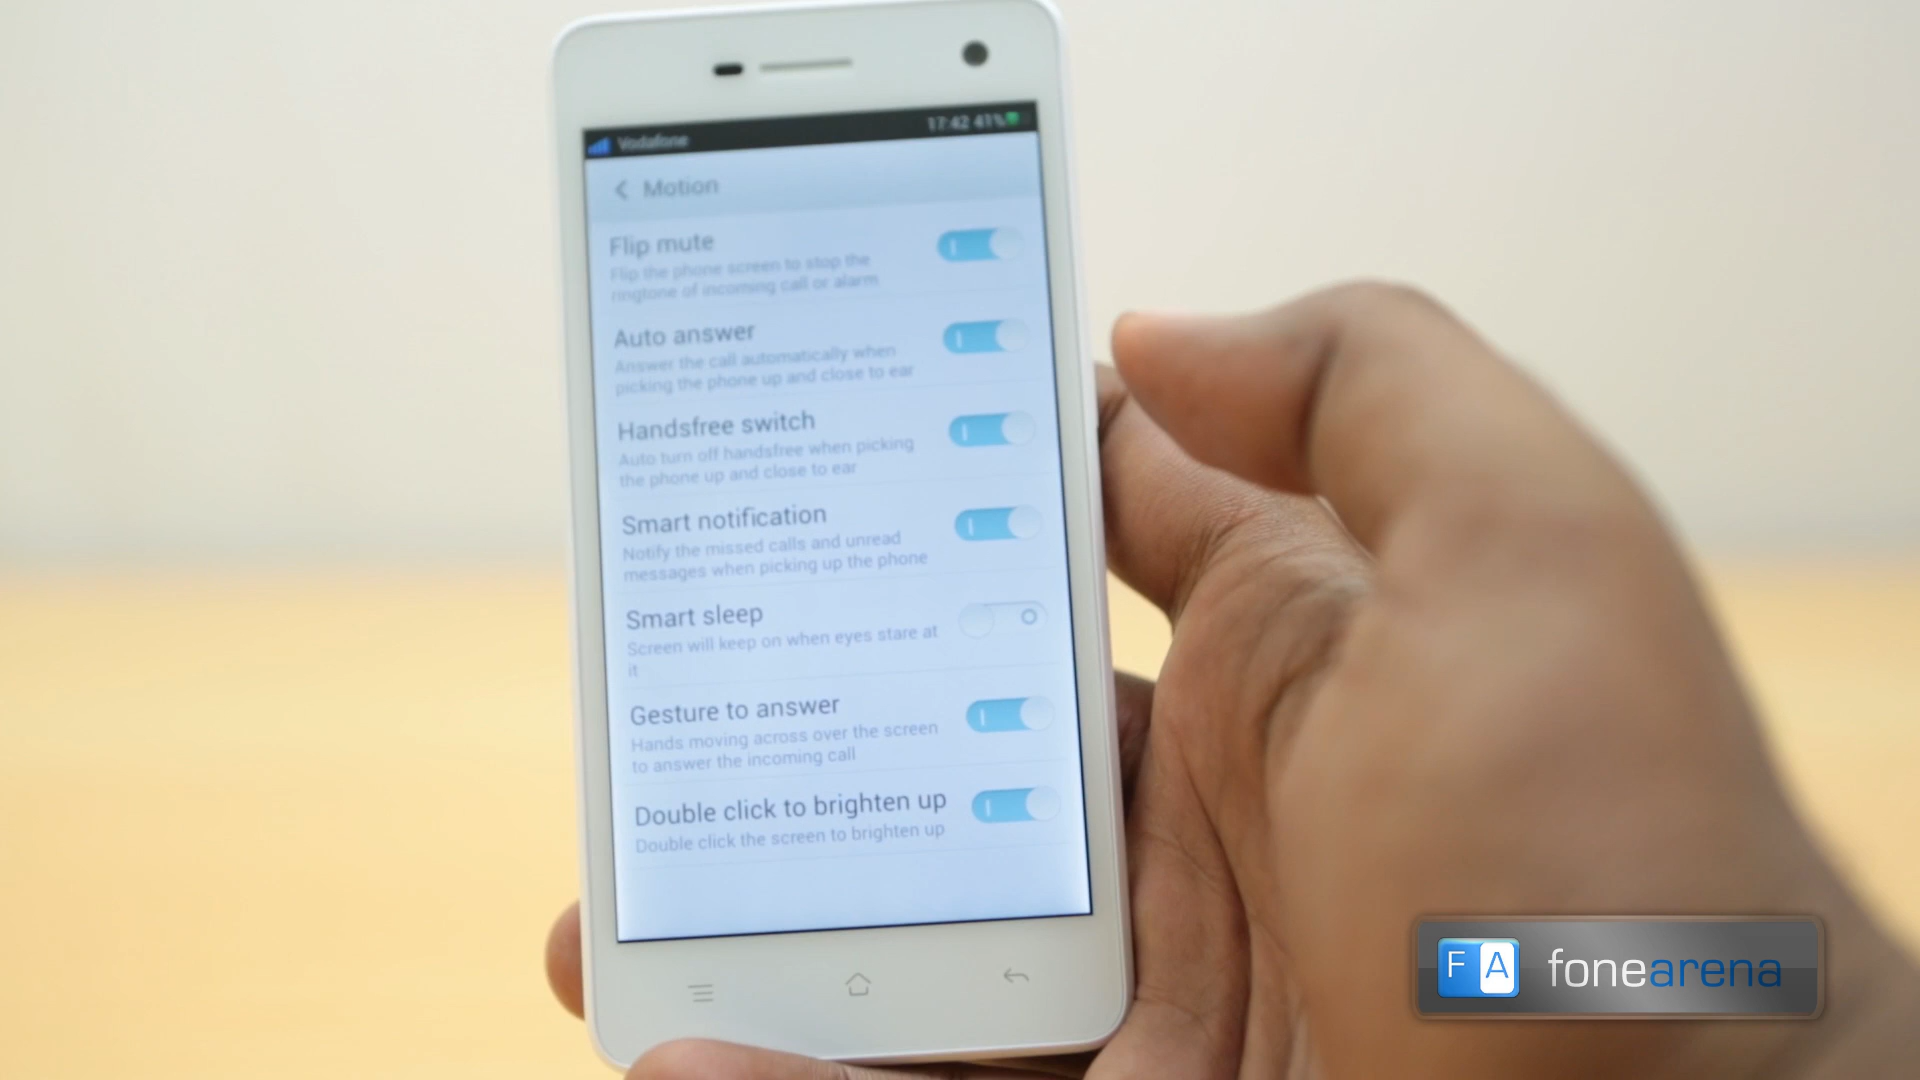 Vodafone 17:42 41%
Motion
Flip mute
Flip the phone screen to stop the
ringtone of incoming call or alarm
Auto answer
Answer the call automatically when
picking the phone up and close to ear
Handsfree switch
Auto turn off handsfree when picking
the phone up and close to ear
Smart notification
Notify the missed calls and unread
messages when picking up the phone
Smart sleep
Screen will keep on when eyes stare at
it
Gesture to answer
Hands moving across over the screen
to answer the incoming call
Double click to brighten up
Double click the screen to brighten up
FA fonearena